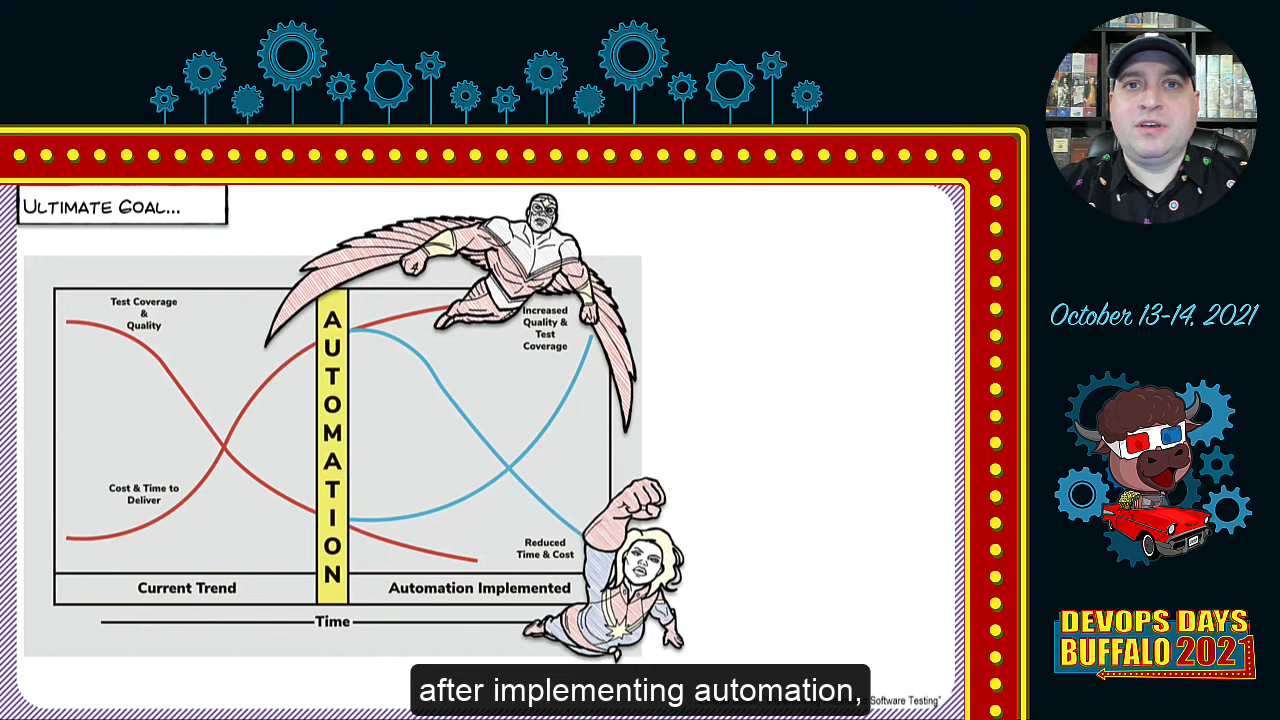 ULTIMATE GOAL...
Test Coverage
&
Quality
Cost & Time to
Deliver
AUTOMATION
Increased
Quality &
Test
Coverage
Reduced
Time & Cost
Current Trend
Automation Implemented
Time
after implementing automation,
Software Testing"
October 13-14, 2021
DEVOPS DAYS
BUFFALO 2021